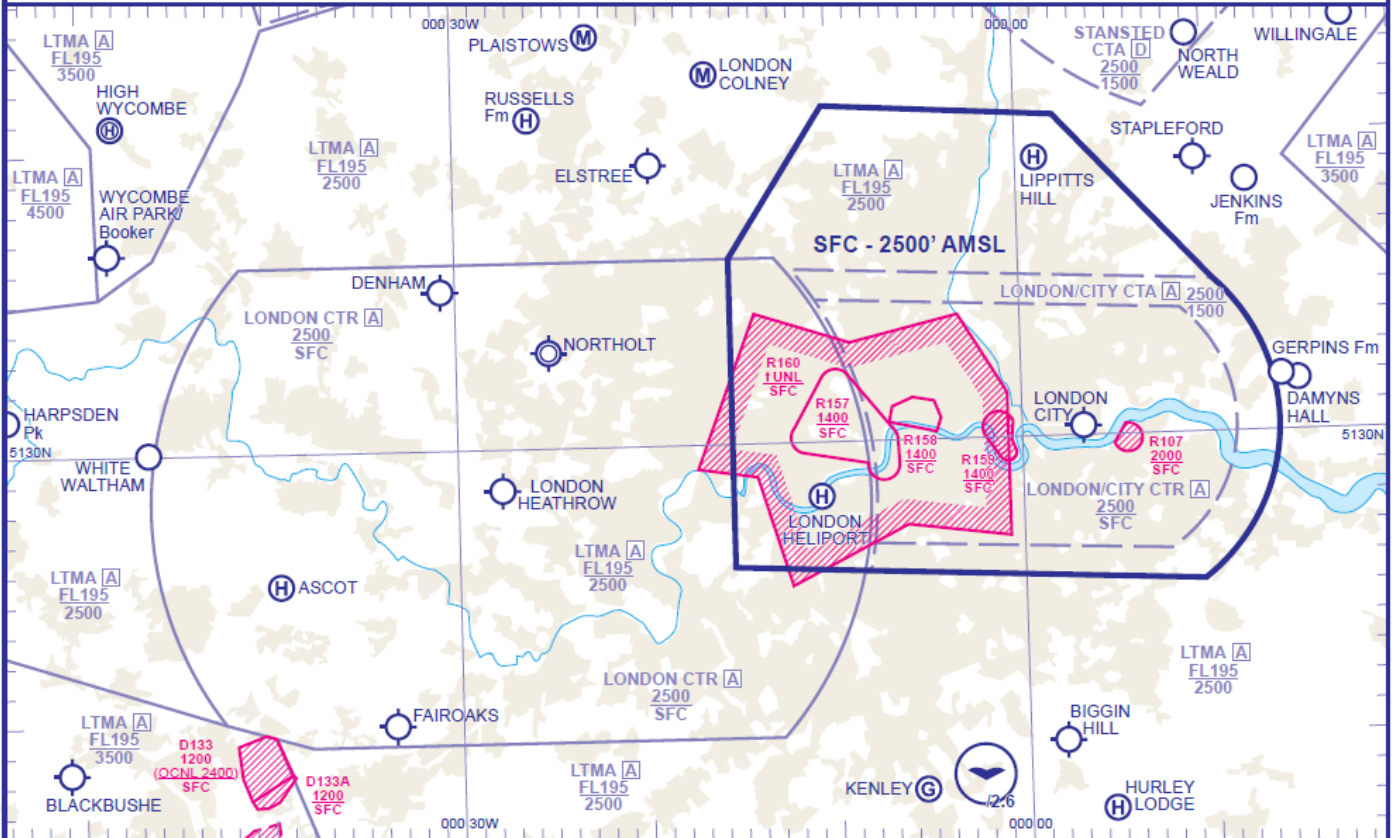 000 30W
000 00
LTMA A
FL195
3500
PLAISTOWS
M
M
LONDON
COLNEY
STANSTED
CTA D
2500
1500
NORTH
WEALD
WILLINGALE
HIGH
WYCOMBE
H
RUSSELLS
Fm
H
LTMA A
FL195
2500
ELSTREE
LTMA A
FL195
2500
H
LIPPITTS
HILL
STAPLEFORD
JENKINS
Fm
LTMA A
FL195
3500
LTMA A
FL195
4500
WYCOMBE
AIR PARK/
Booker
SFC - 2500' AMSL
DENHAM
LONDON/CITY CTA A 2500
1500
LONDON CTR A
2500
SFC
NORTHOLT
GERPINS Fm
DAMYNS
HALL
R160
†UNL
SFC
R157
1400
SFC
R158
1400
SFC
R159
1400
SFC
LONDON
CITY
R107
2000
SFC
HARPSDEN
Pk
5130N
5130N
WHITE
WALTHAM
LONDON
HEATHROW
H
LONDON
HELIPORT
LONDON/CITY CTR A
2500
SFC
LTMA A
FL195
2500
LTMA A
FL195
2500
H
ASCOT
LONDON CTR A
2500
SFC
LTMA A
FL195
2500
FAIROAKS
BIGGIN
HILL
LTMA A
FL195
3500
D133
1200
(OCNL 2400)
SFC
D133A
1200
SFC
BLACKBUSHE
LTMA A
FL195
2500
KENLEY
G
/2.6
H
HURLEY
LODGE
000 30W
000 00